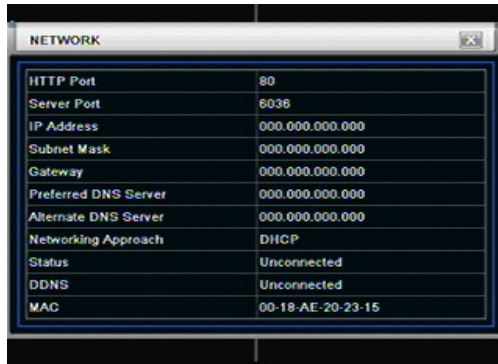 NETWORK
HTTP Port 80
Server Port 6036
IP Address 000.000.000.000
Subnet Mask 000.000.000.000
Gateway 000.000.000.000
Preferred DNS Server 000.000.000.000
Alternate DNS Server 000.000.000.000
Networking Approach DHCP
Status Unconnected
DDNS Unconnected
MAC 00-18-AE-20-23-15